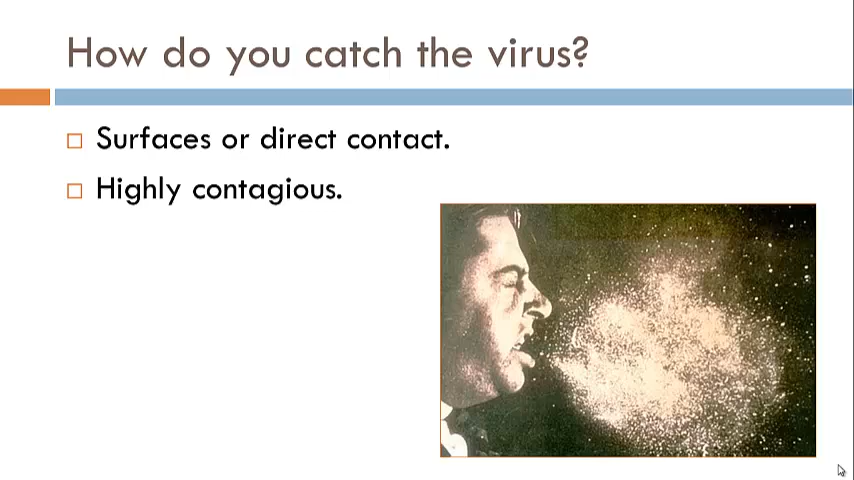 How do you catch the virus?
Surfaces or direct contact.
Highly contagious.